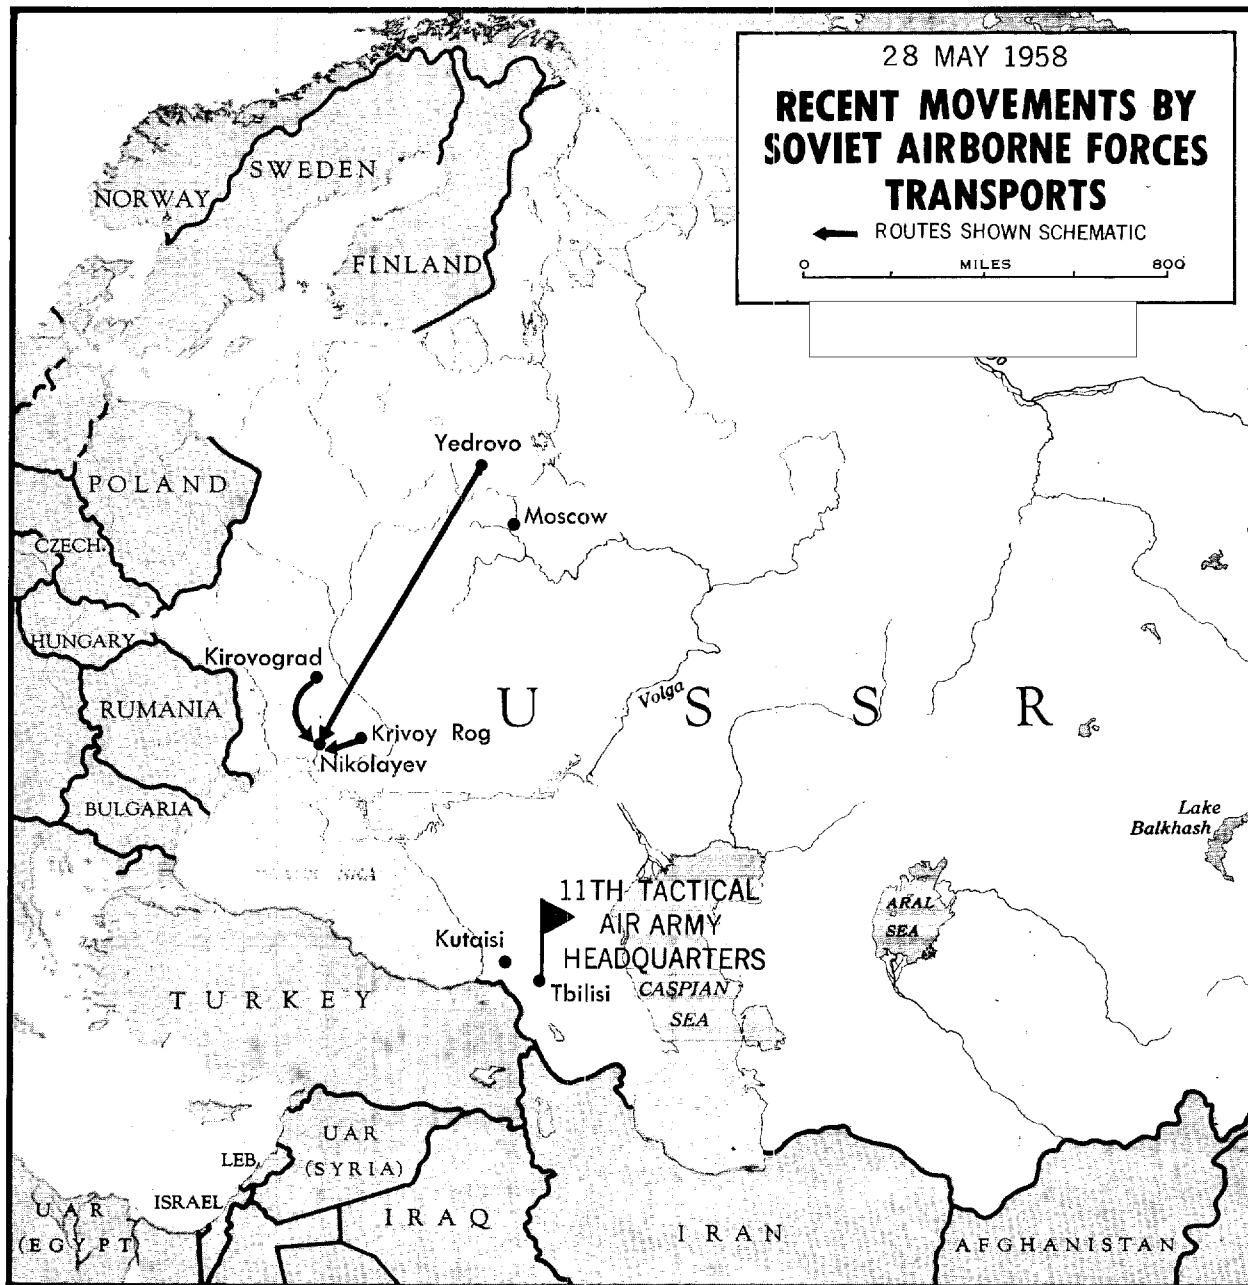 28 MAY 1958
RECENT MOVEMENTS BY
SOVIET AIRBORNE FORCES
TRANSPORTS
ROUTES SHOWN SCHEMATIC
0 MILES 800
SWEDEN
NORWAY
FINLAND
Yedrovo
POLAND
Moscow
CZECH.
HUNGARY
Kirovograd
Volga
USSR
RUMANIA
Krivoy Rog
Nikolayev
BULGARIA
Lake
Balkhash
11TH TACTICAL
AIR ARMY
HEADQUARTERS
ARAL
SEA
Kutaisi
Tbilisi
CASPIAN
SEA
TURKEY
UAR
(SYRIA)
LEB.
ISRAEL
UAR
(EGYPT)
IRAQ
IRAN
AFGHANISTAN